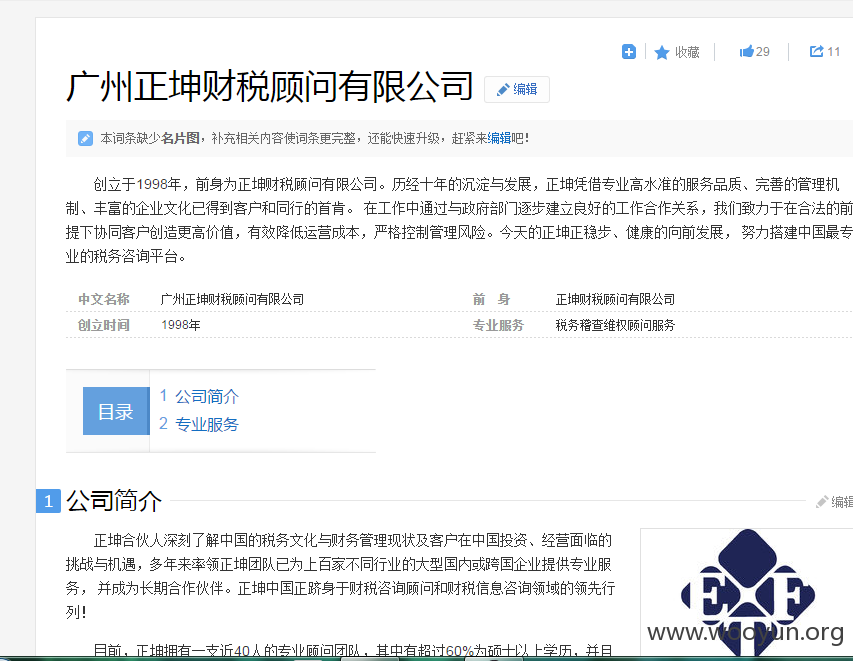 收藏 29 11
广州正坤财税顾问有限公司 编辑
本词条缺少名片图，补充相关内容使词条更完整，还能快速升级，赶紧来编辑吧！
创立于1998年，前身为正坤财税顾问有限公司。历经十年的沉淀与发展，正坤凭借专业高水准的服务品质、完善的管理机
制、丰富的企业文化已得到客户和同行的首肯。 在工作中通过与政府部门逐步建立良好的工作合作关系，我们致力于在合法的前
提下协同客户创造更高价值，有效降低运营成本，严格控制管理风险。今天的正坤正稳步、健康的向前发展， 努力搭建中国最专
业的税务咨询平台。
中文名称 广州正坤财税顾问有限公司 前 身 正坤财税顾问有限公司
创立时间 1998年 专业服务 税务稽查维权顾问服务
目录
1 公司简介
2 专业服务
1 公司简介 编辑
正坤合伙人深刻了解中国的税务文化与财务管理现状及客户在中国投资、经营面临的
挑战与机遇，多年来率领正坤团队已为上百家不同行业的大型国内或跨国企业提供专业服
务， 并成为长期合作伙伴。正坤中国正跻身于财税咨询顾问和财税信息咨询领域的领先行
列！
E F
www.wooyun.org
目前，正坤拥有一支近40人的专业顾问团队，其中有超过60%为硕士以上学历，并且